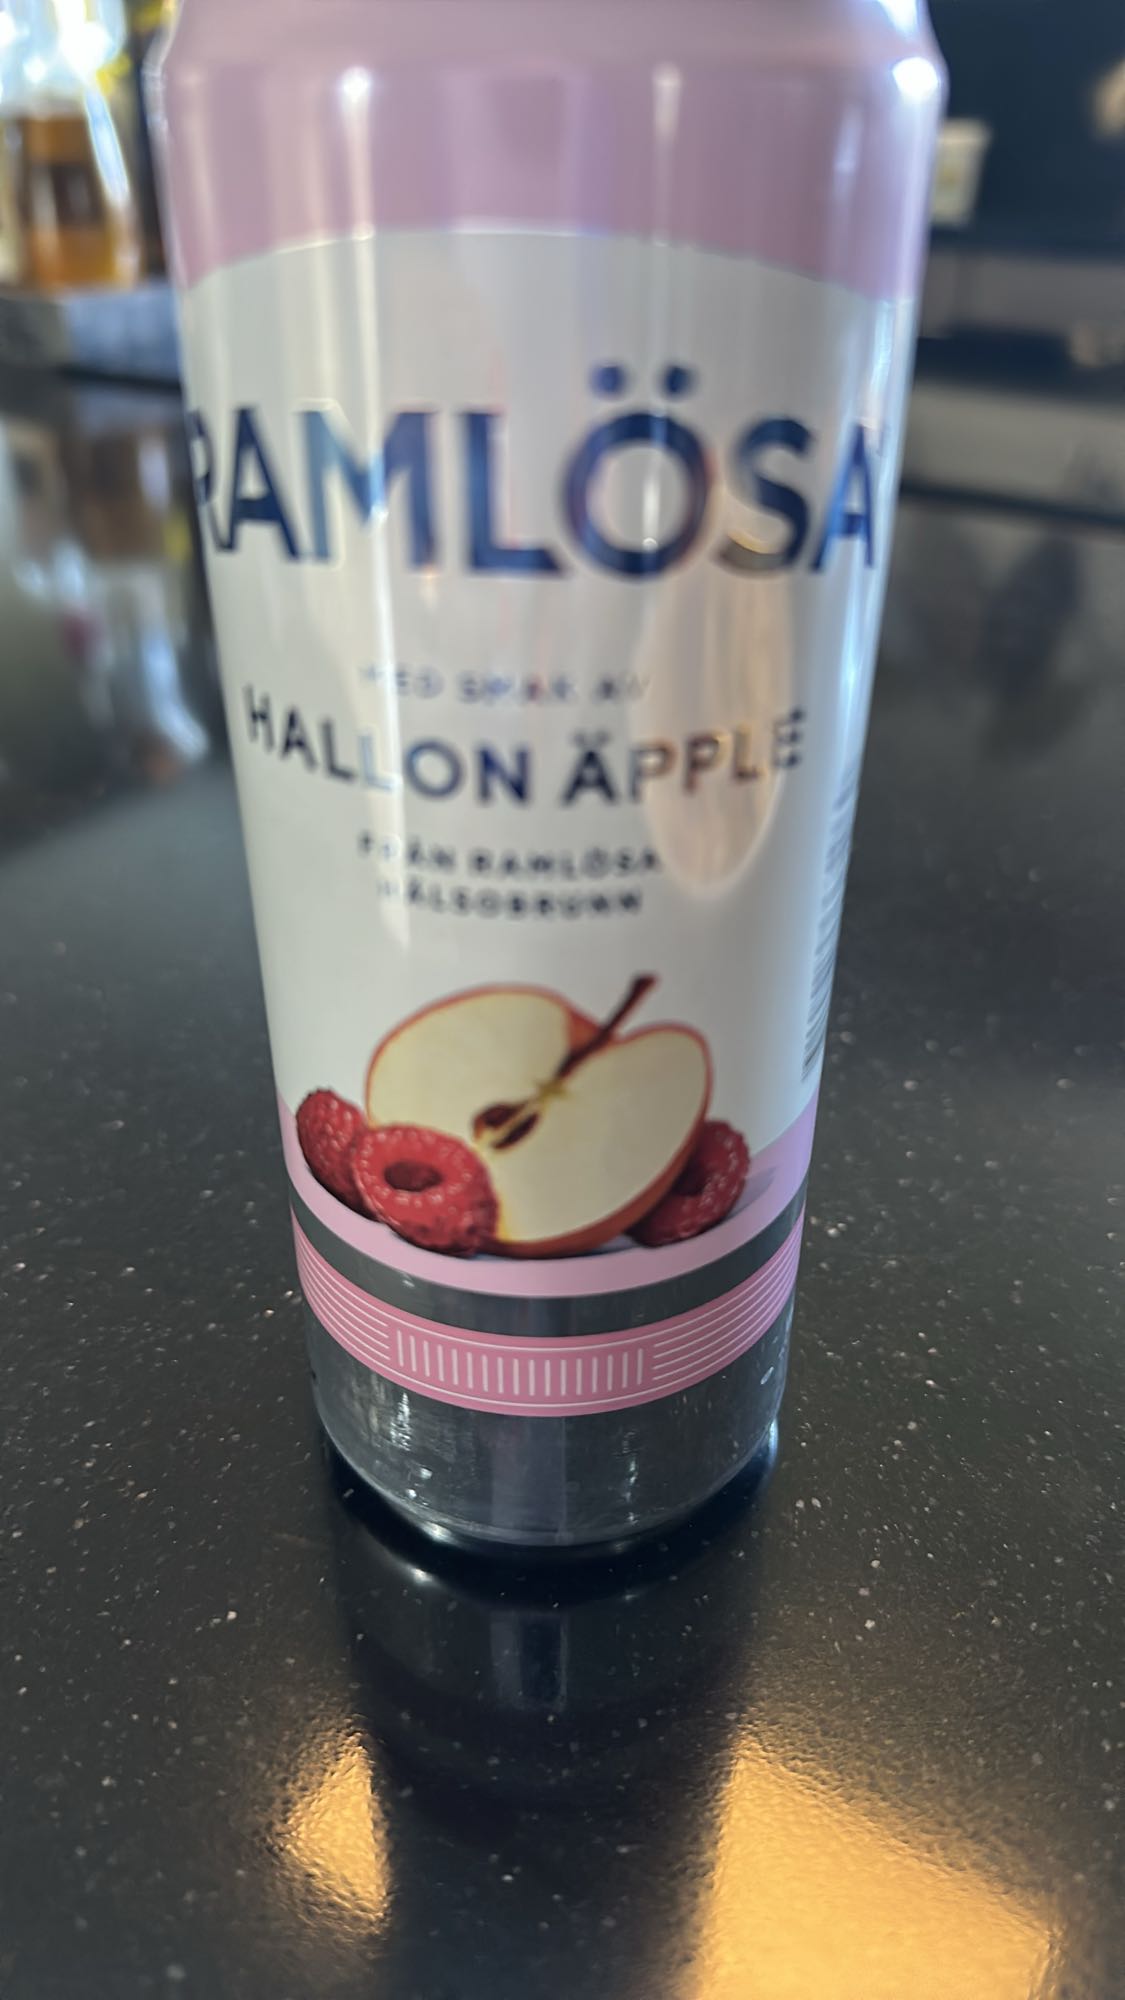 RAMLÖSA
MED SMAK AV
HALLON ÄPPLE
FRÅN RAMLÖSA
HÄLSOBRUNN